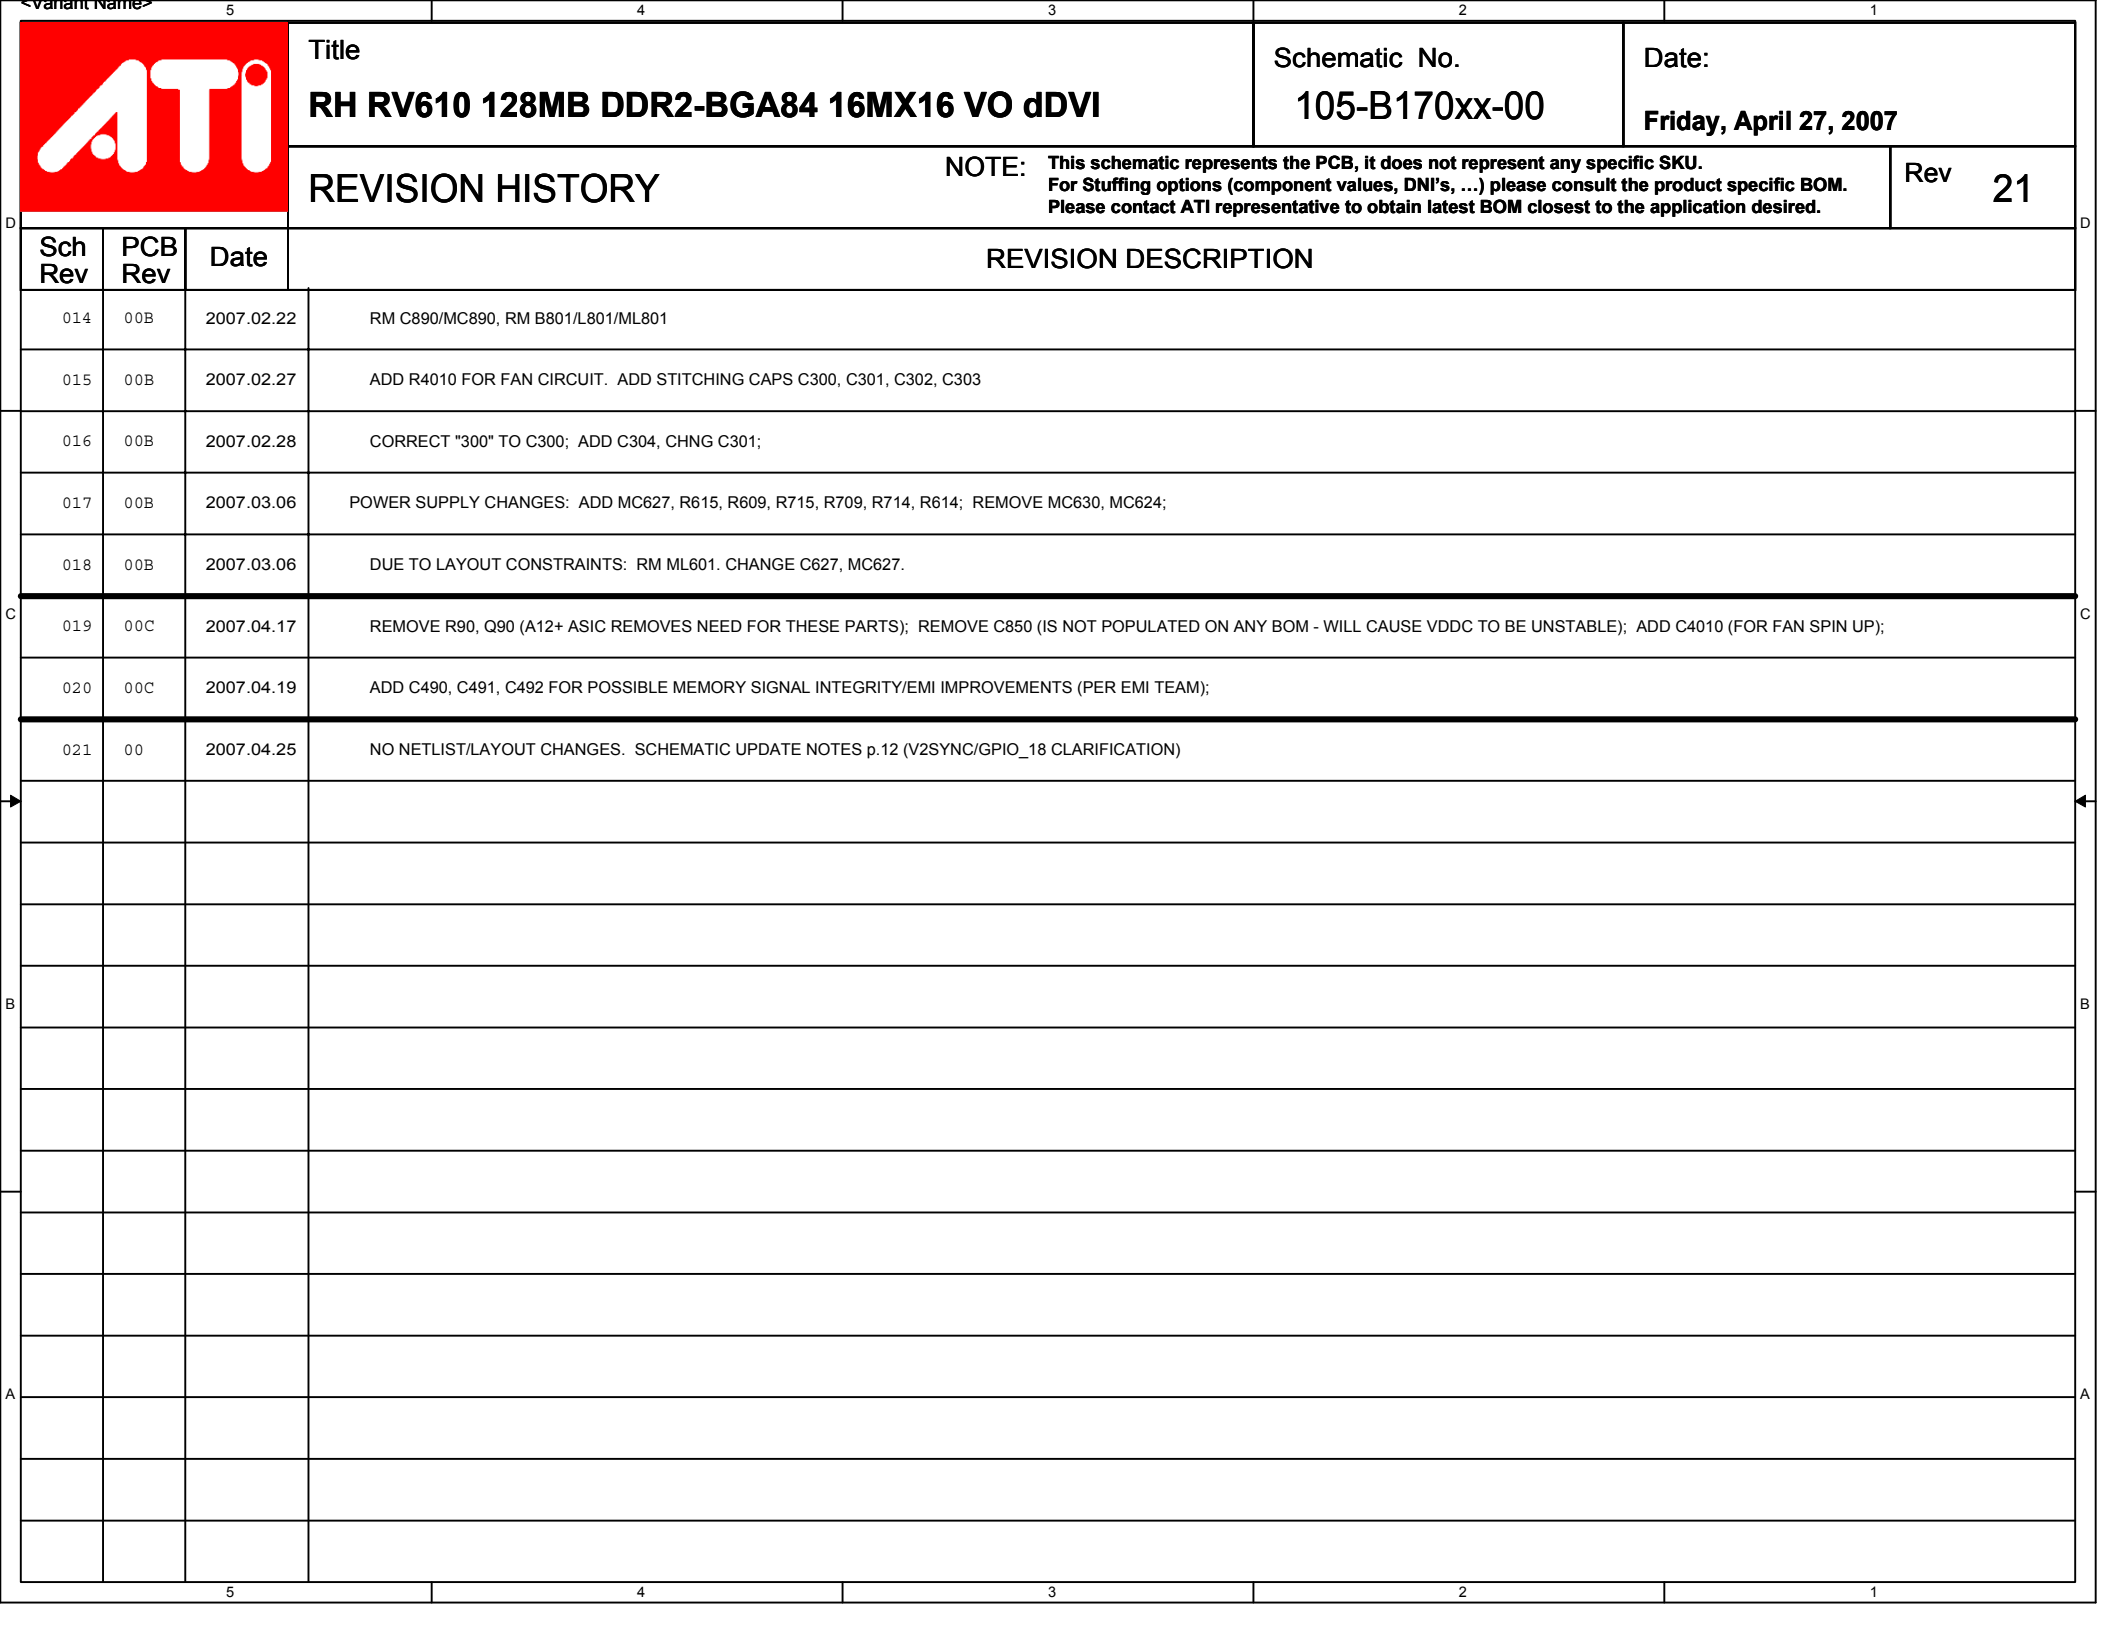 <Variant Name>
5 4 3 2 1
ATI
Title
RH RV610 128MB DDR2-BGA84 16MX16 VO dDVI
Schematic No.
105-B170xx-00
Date:
Friday, April 27, 2007
REVISION HISTORY
NOTE:
This schematic represents the PCB, it does not represent any specific SKU.
For Stuffing options (component values, DNI's, ...) please consult the product specific BOM.
Please contact ATI representative to obtain latest BOM closest to the application desired.
Rev 21
D D
Sch Rev
PCB Rev
Date
REVISION DESCRIPTION
014 00B 2007.02.22 RM C890/MC890, RM B801/L801/ML801
015 00B 2007.02.27 ADD R4010 FOR FAN CIRCUIT. ADD STITCHING CAPS C300, C301, C302, C303
016 00B 2007.02.28 CORRECT "300" TO C300; ADD C304, CHNG C301;
017 00B 2007.03.06 POWER SUPPLY CHANGES: ADD MC627, R615, R609, R715, R709, R714, R614; REMOVE MC630, MC624;
018 00B 2007.03.06 DUE TO LAYOUT CONSTRAINTS: RM ML601. CHANGE C627, MC627.
C C
019 00C 2007.04.17 REMOVE R90, Q90 (A12+ ASIC REMOVES NEED FOR THESE PARTS); REMOVE C850 (IS NOT POPULATED ON ANY BOM - WILL CAUSE VDDC TO BE UNSTABLE); ADD C4010 (FOR FAN SPIN UP);
020 00C 2007.04.19 ADD C490, C491, C492 FOR POSSIBLE MEMORY SIGNAL INTEGRITY/EMI IMPROVEMENTS (PER EMI TEAM);
021 00 2007.04.25 NO NETLIST/LAYOUT CHANGES. SCHEMATIC UPDATE NOTES p.12 (V2SYNC/GPIO_18 CLARIFICATION)
B B
A A
5 4 3 2 1